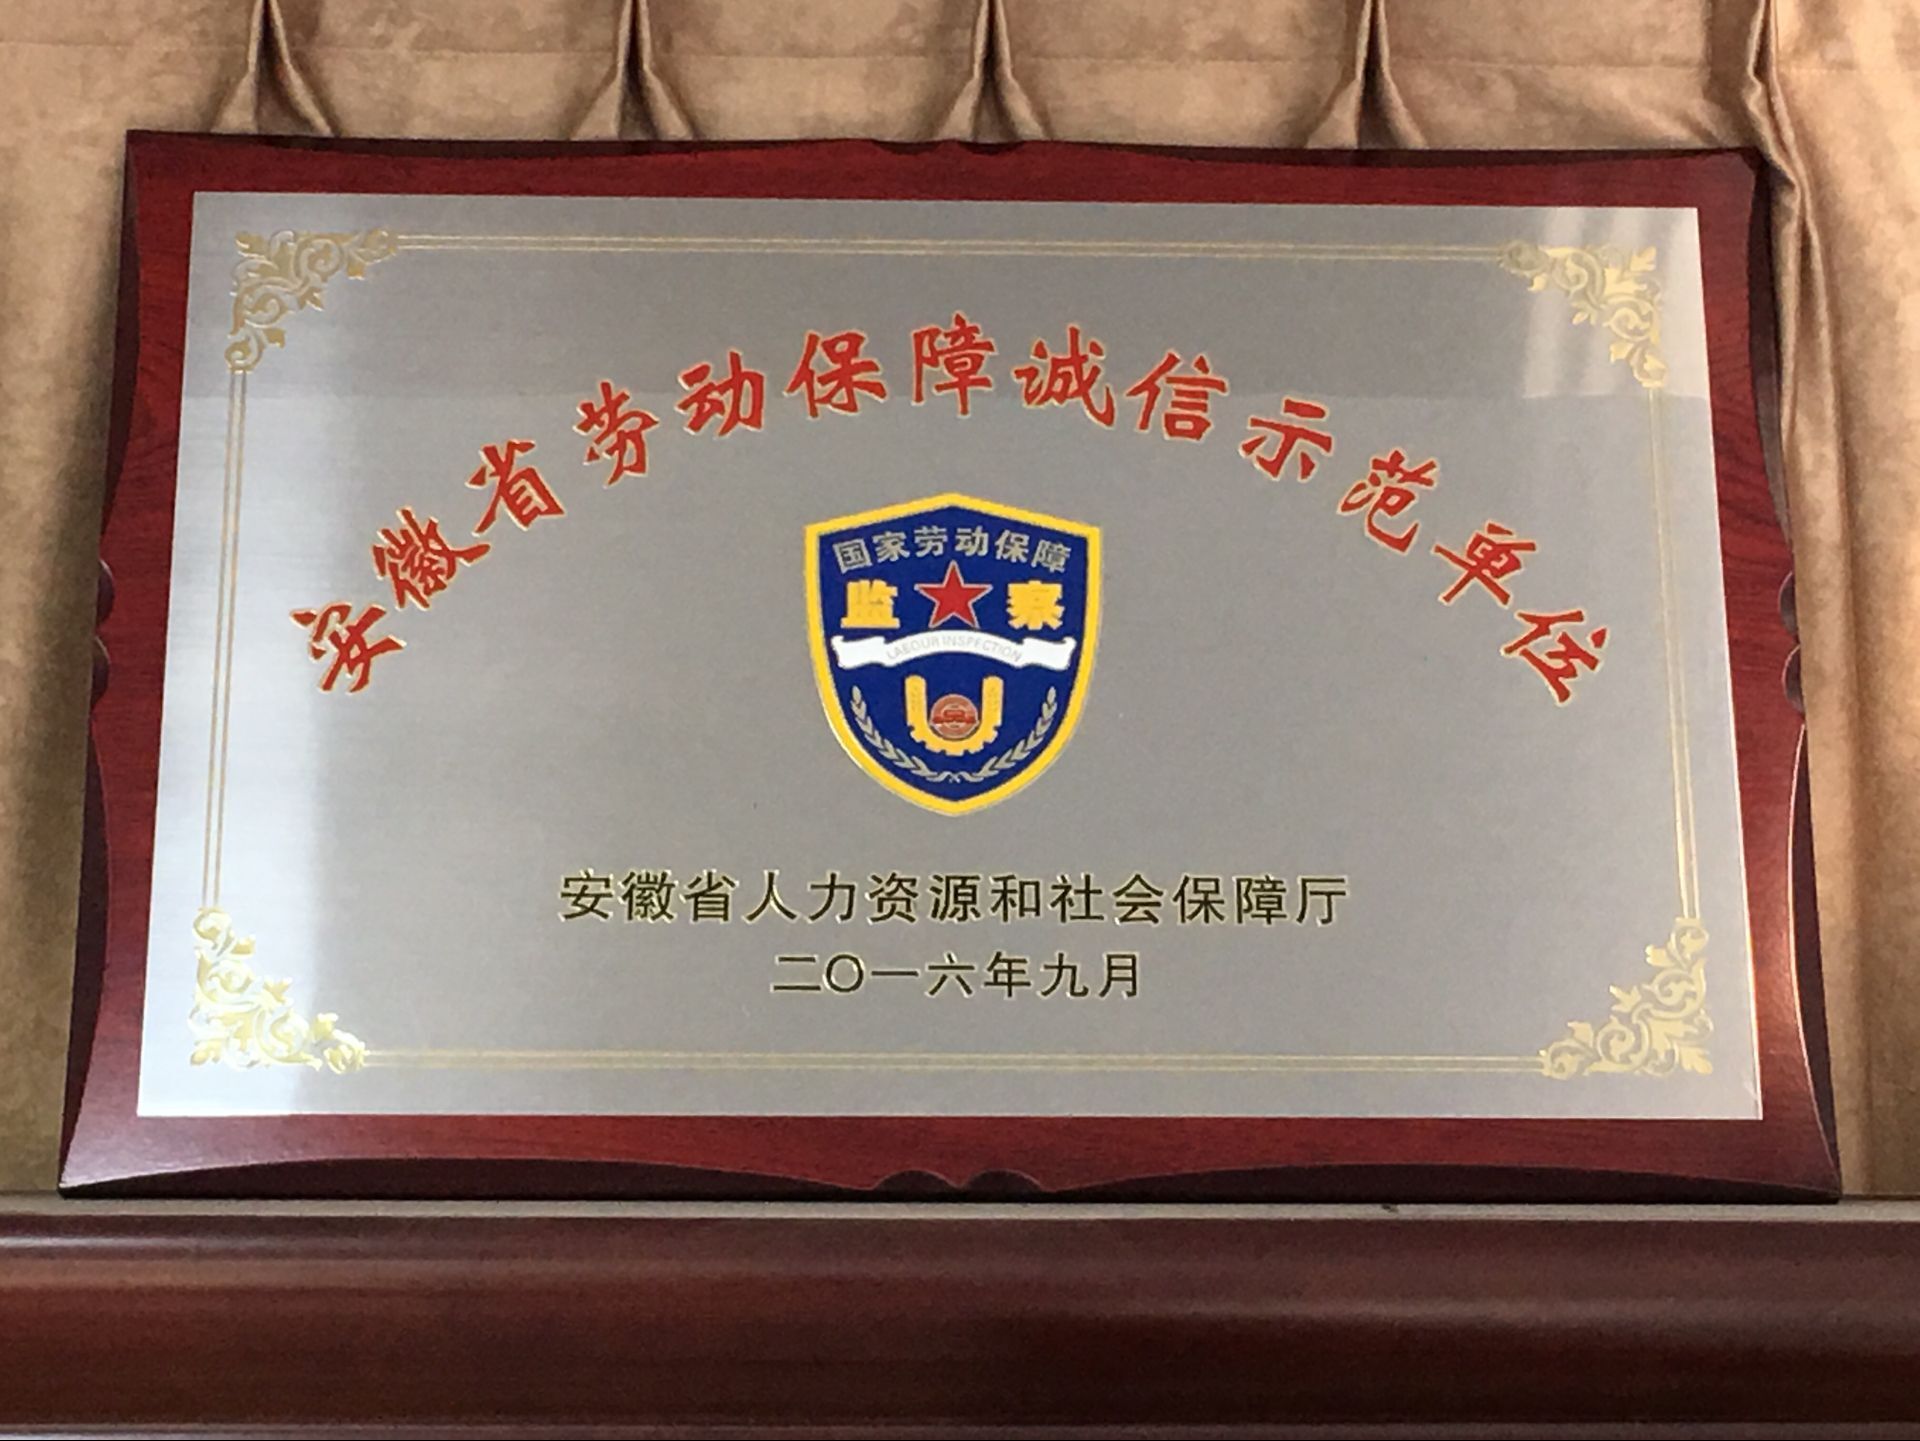 安徽省劳动保障诚信示范单位
国家劳动保障
监察
LABOUR INSPECTION
安徽省人力资源和社会保障厅
二〇一六年九月